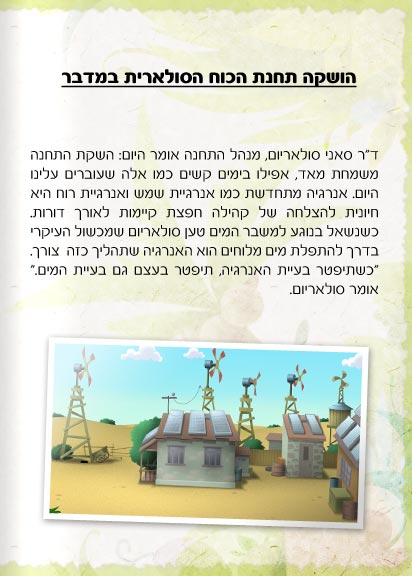 הושקה תחנת הכוח הסולארית במדבר
ד"ר סאני סולאריום, מנהל התחנה אומר היום: השקת התחנה
משמחת מאד, אפילו בימים קשים כמו אלה שעוברים עלינו
היום. אנרגיה מתחדשת כמו אנרגיית שמש ואנרגיית רוח היא
חיונית להצלחה של קהילה חפצת קיימות לאורך דורות.
כשנשאל בנוגע למשבר המים טען סולאריום שמכשול העיקרי
בדרך להתפלת מים מלוחים הוא האנרגיה שתהליך כזה צורך.
"כשתיפטר בעיית האנרגיה, תיפטר בעצם גם בעיית המים."
אומר סולאריום.